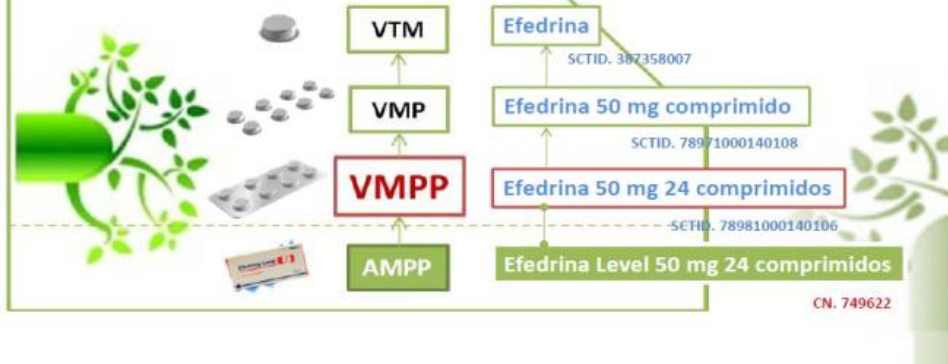 VTM
Efedrina
SCTID. 387358007
VMP
Efedrina 50 mg comprimido
SCTID. 78971000140108
VMPP
Efedrina 50 mg 24 comprimidos
SCTID. 78981000140106
AMPP
Efedrina Level 50 mg 24 comprimidos
CN. 749622